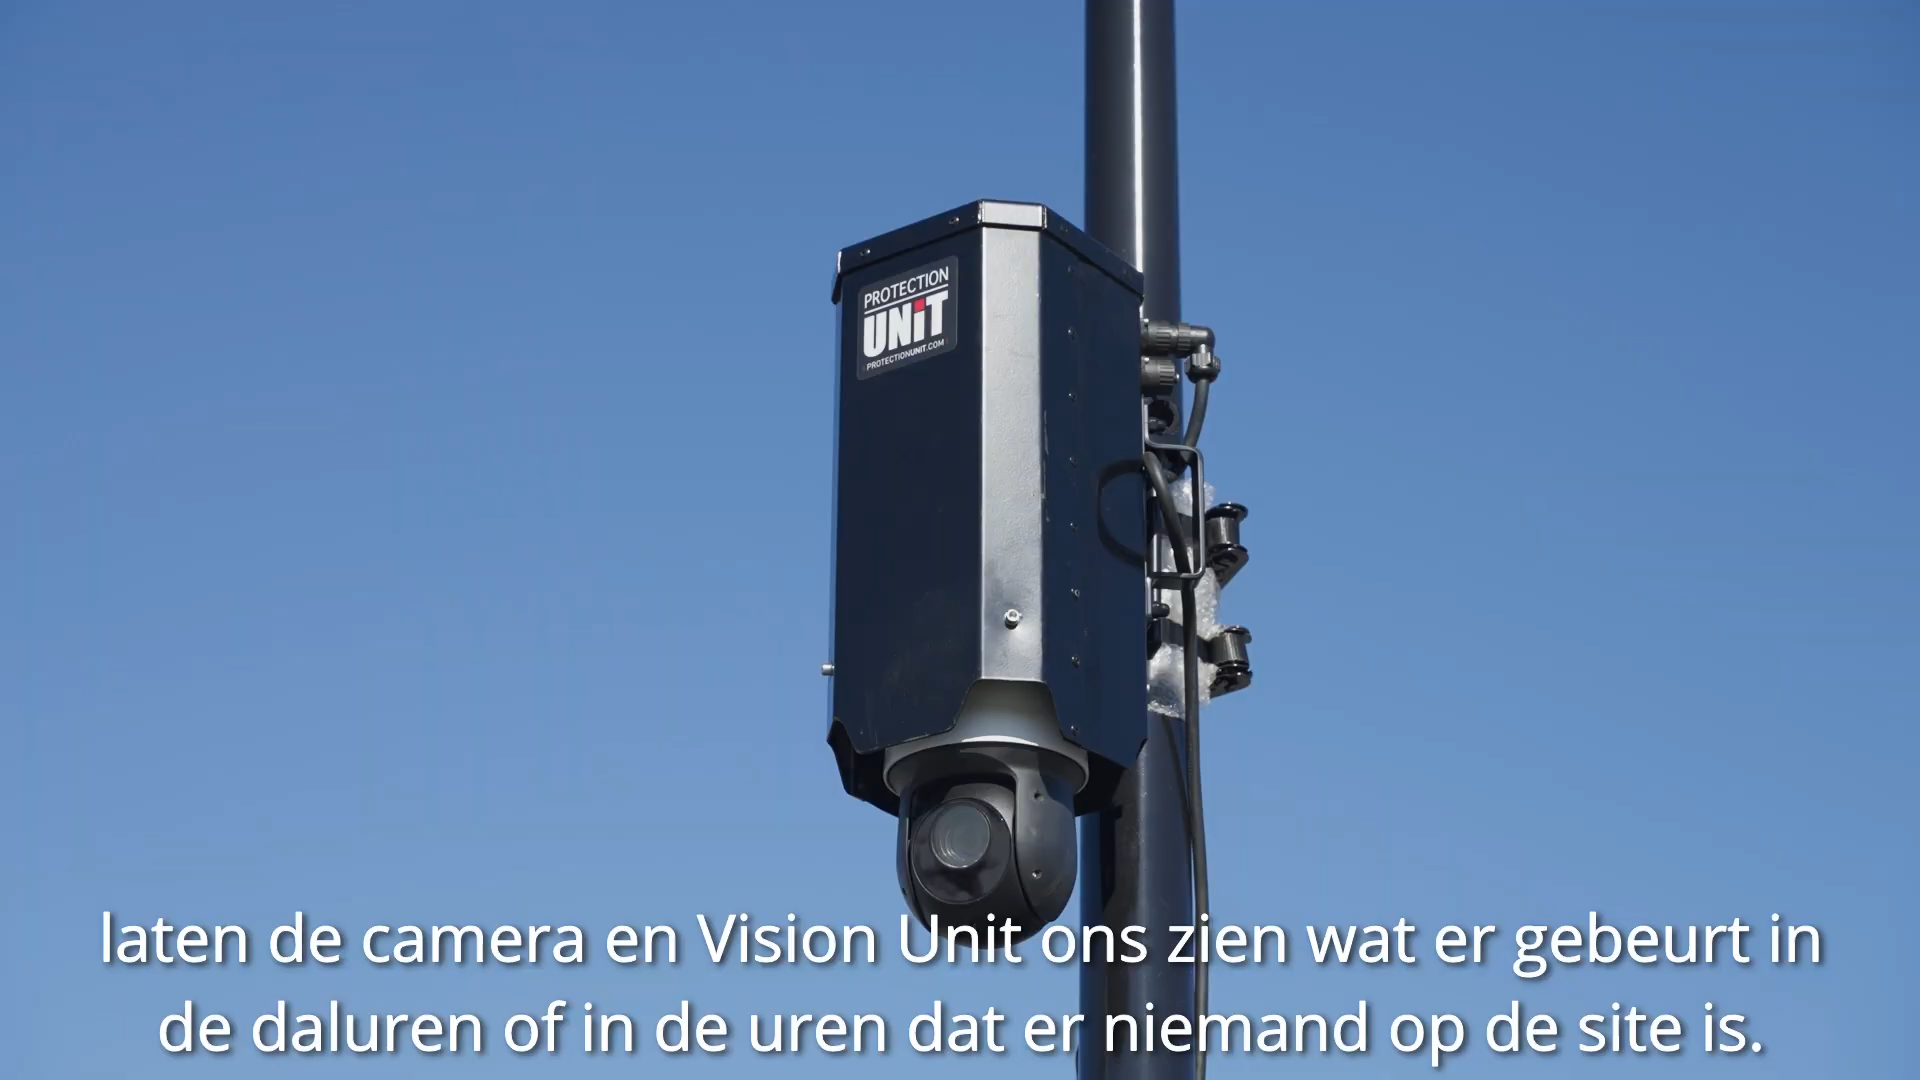 PROTECTION
UNiT
PROTECTIONUNIT.COM
laten de camera en Vision Unit ons zien wat er gebeurt in
de daluren of in de uren dat er niemand op de site is.